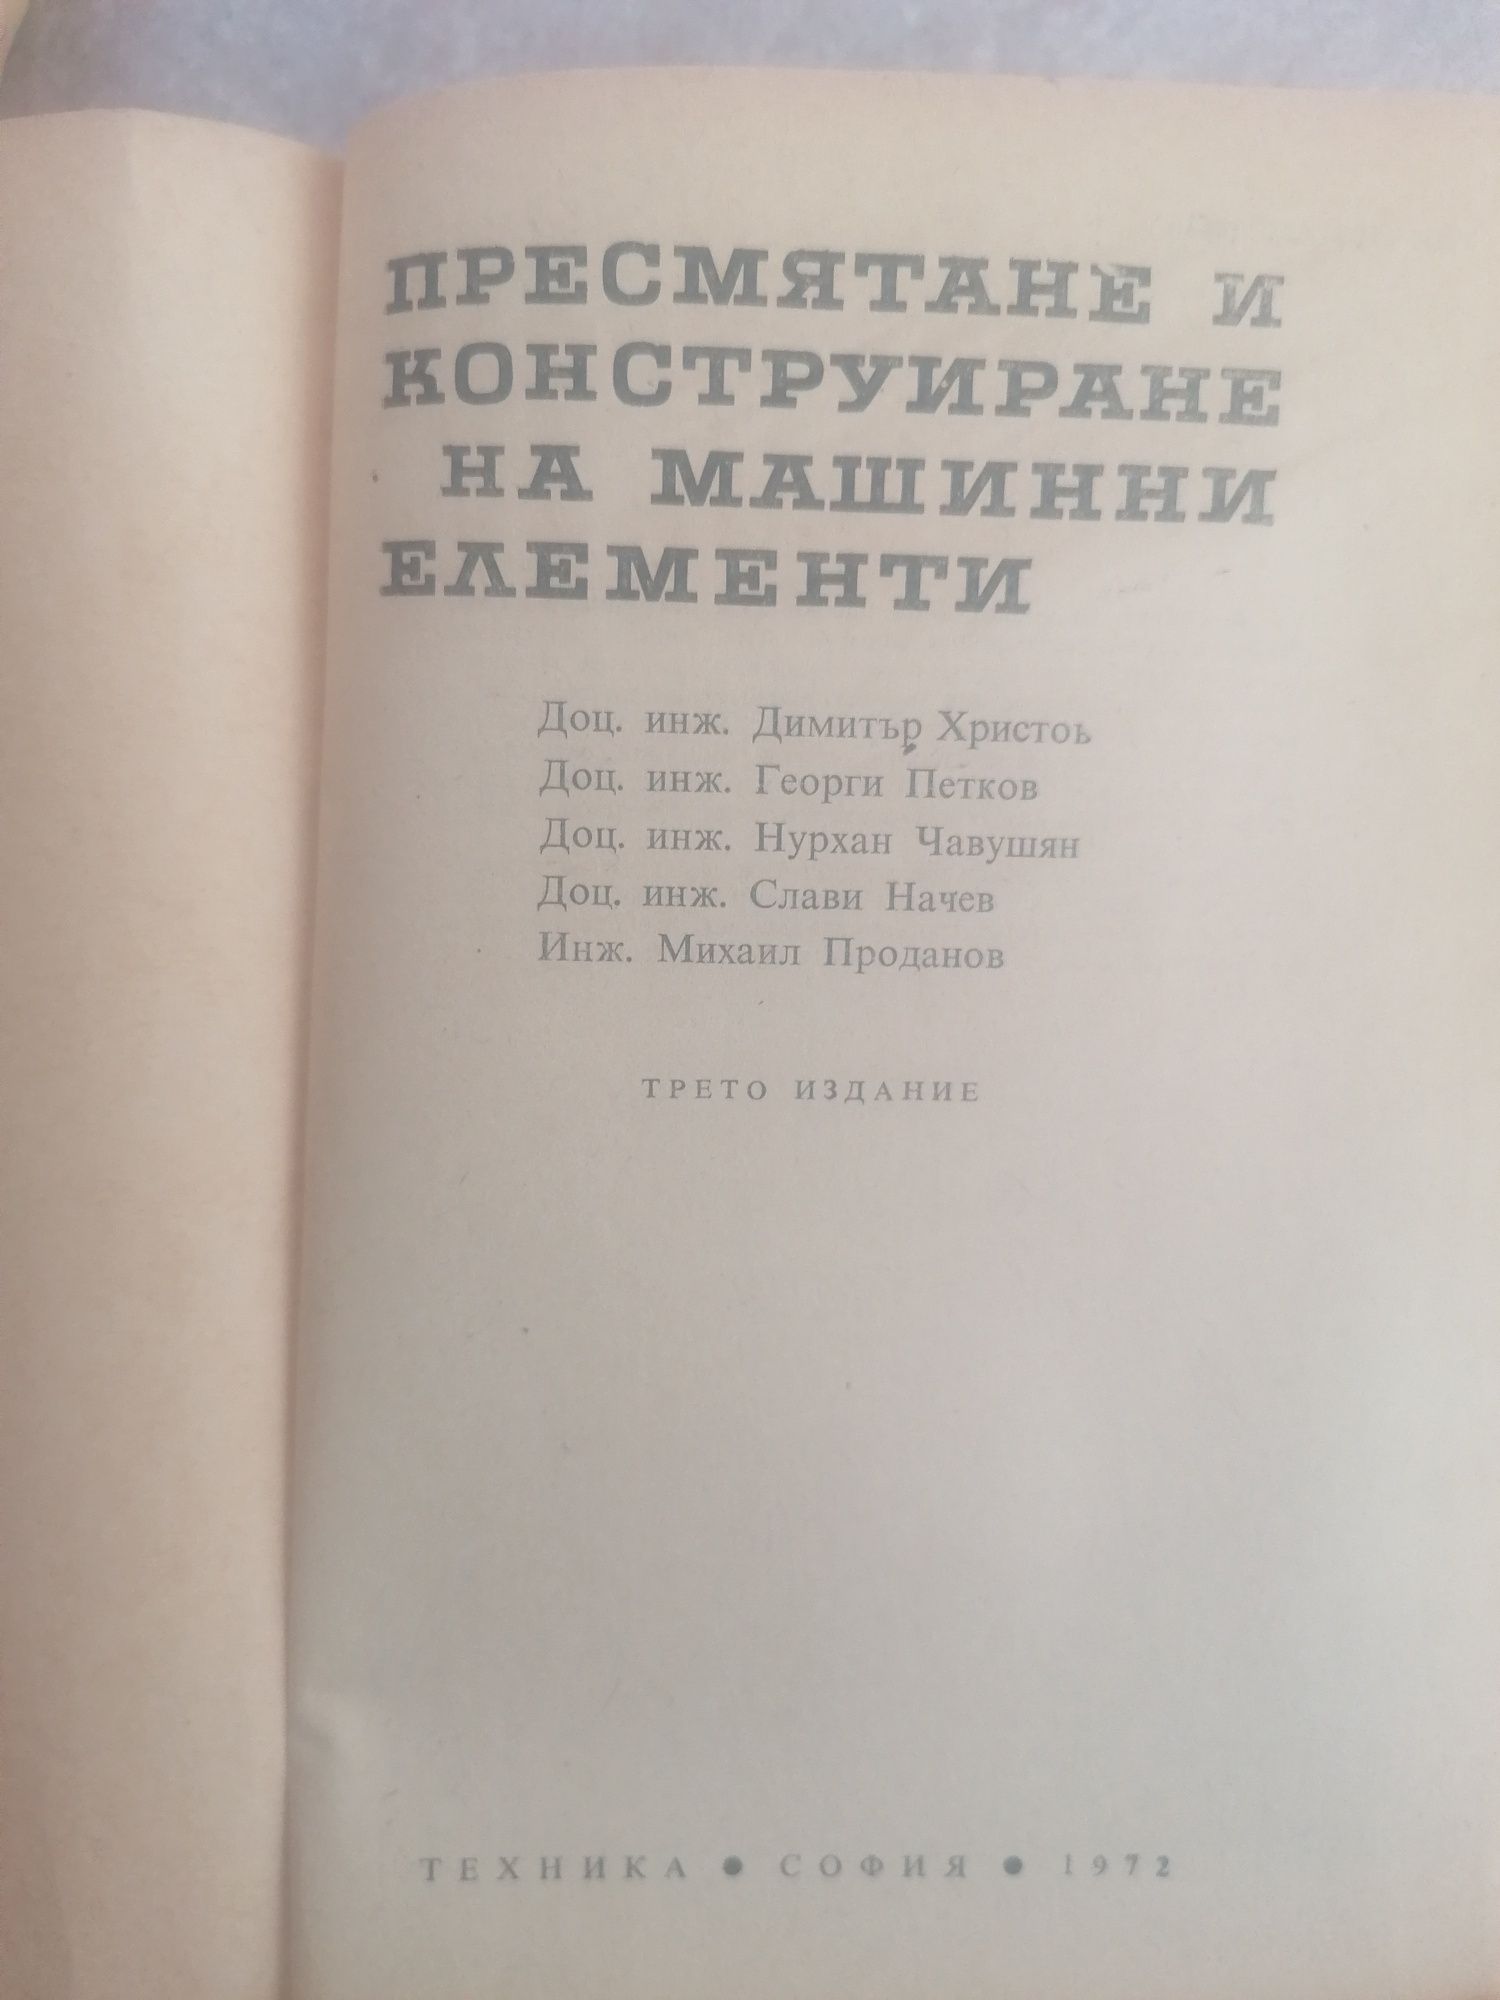 ПРЕСМЯТАНЕ И
КОНСТРУИРАНЕ
НА МАШИННИ
ЕЛЕМЕНТИ
Доц. инж. Димитър Христов
Доц. инж. Георги Петков
Доц. инж. Нурхан Чавушян
Доц. инж. Слави Начев
Инж. Михаил Проданов
ТРЕТО ИЗДАНИЕ
ТЕХНИКА ● СОФИЯ ● 1972